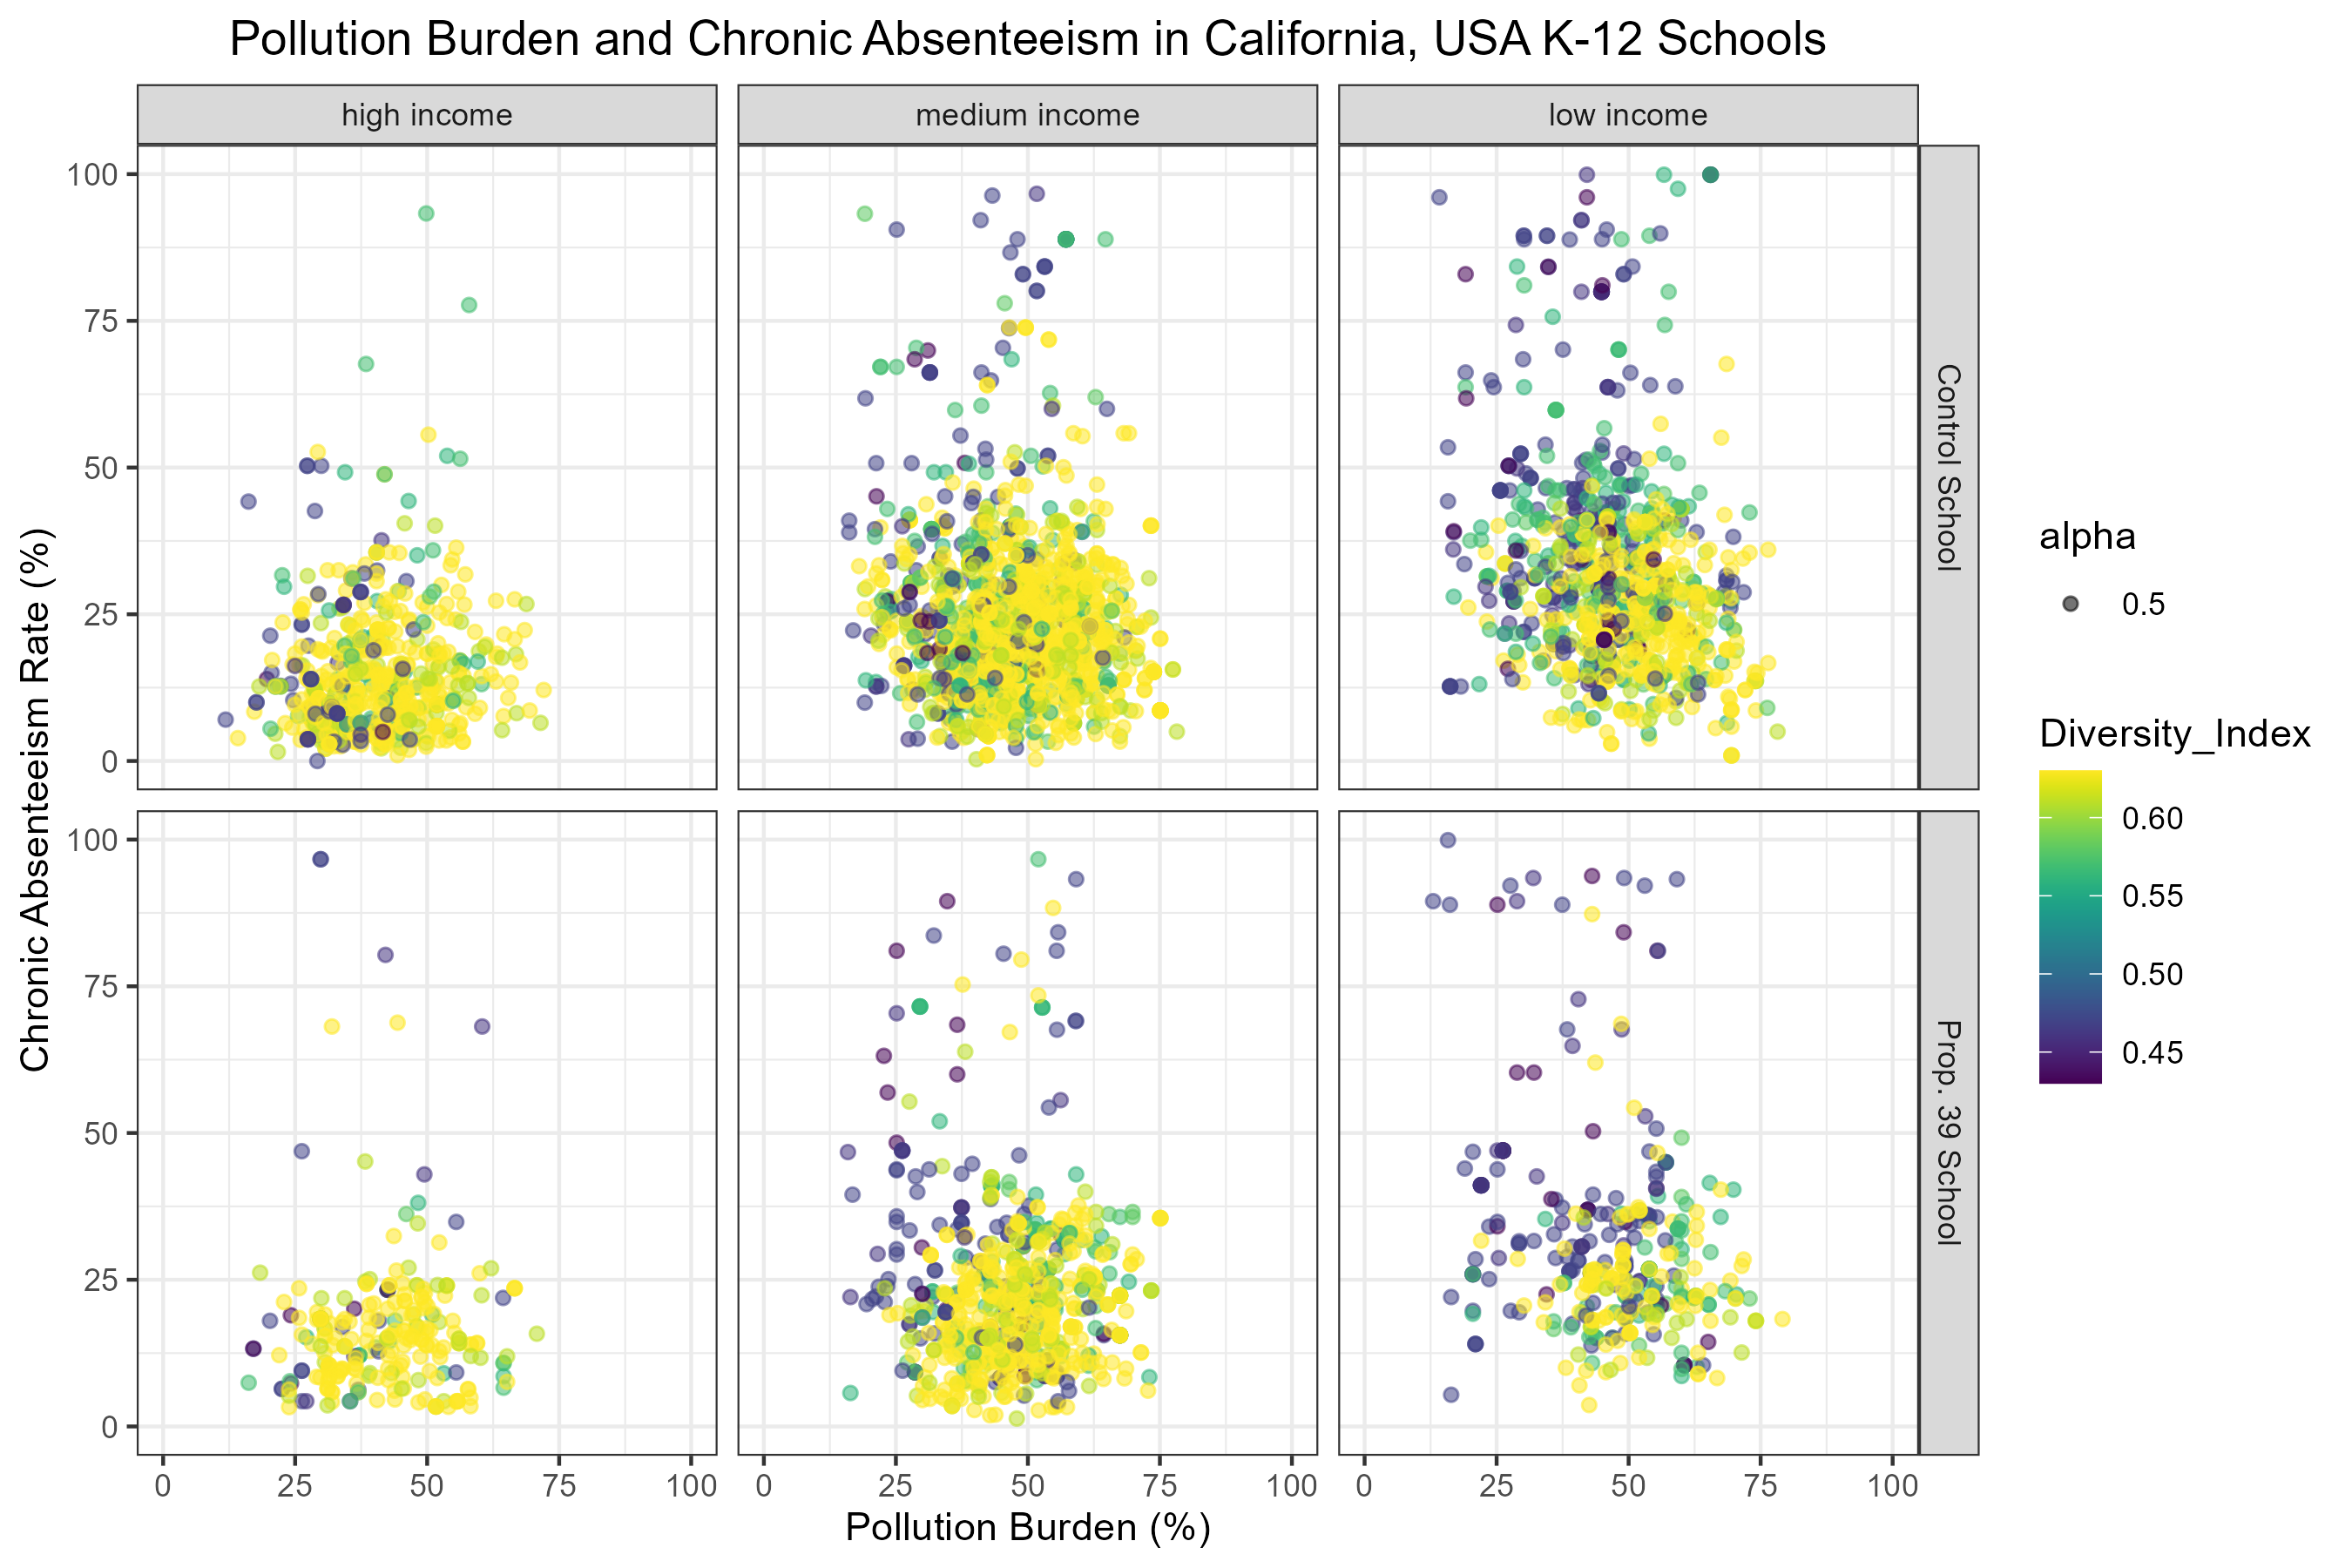 Pollution Burden and Chronic Absenteeism in California, USA K-12 Schools
high income
medium income
low income
Control School
Prop. 39 School
Chronic Absenteeism Rate (%)
100
75
50
25
0
100
75
50
25
0
0 25 50 75 100
0 25 50 75 100
0 25 50 75 100
Pollution Burden (%)
alpha
0.5
Diversity_Index
0.60
0.55
0.50
0.45